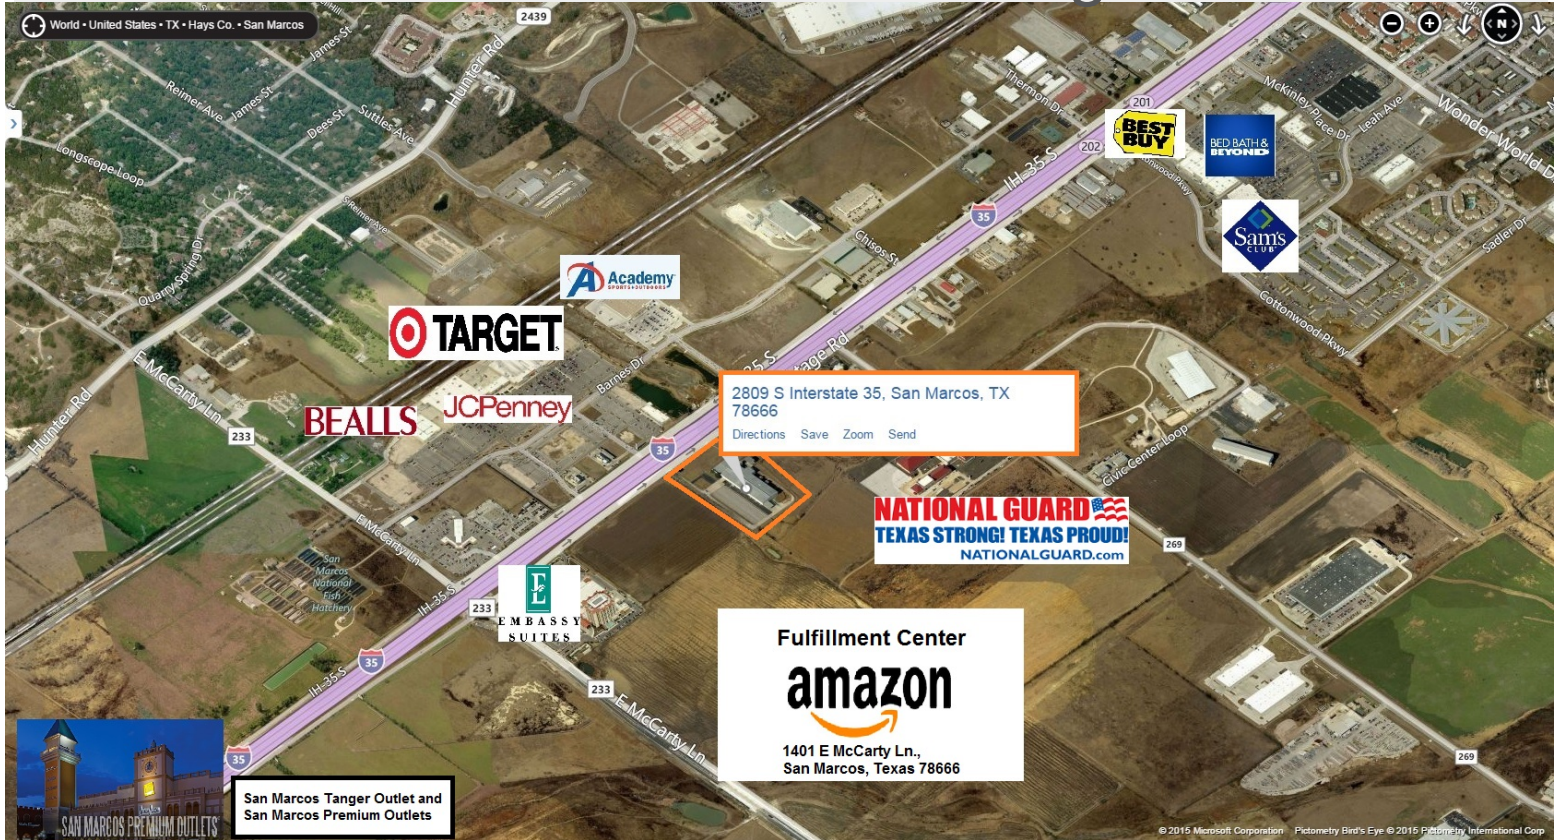 World • United States • TX • Hays Co. • San Marcos
2439
Hunter Rd
James St
Reimer Ave
James St
Dees St
Suttles Ave
Longscope Loop
S Reimer Ave
Quarry Spring Dr
Thermon Dr
201
202
BEST
BUY
BED BATH &
BEYOND
McKinley Place Dr
Leah Ave
Wonder World D
N
Sam's
CLUB
Sadler Dr
Cottonwood Pkwy
IH-35 S
35
Chisos St
Academy
SPORTS+OUTDOORS
TARGET
E McCarty Ln
Barnes Dr
Hunter Rd
233
BEALLS
JCPenney
35
2809 S Interstate 35, San Marcos, TX
78666
Directions Save Zoom Send
Civic Center Loop
NATIONAL GUARD
TEXAS STRONG! TEXAS PROUD!
NATIONALGUARD.com
269
E McCarty Ln
San
Marcos
National
Fish
Hatchery
IH-35 S
233
EMBASSY
SUITES
35
IH-35 S
233
E McCarty Ln
Fulfillment Center
amazon
1401 E McCarty Ln.,
San Marcos, Texas 78666
269
35
SAN MARCOS PREMIUM OUTLETS
San Marcos Tanger Outlet and
San Marcos Premium Outlets
© 2015 Microsoft Corporation Pictometry Bird's Eye © 2015 Pictometry International Corp